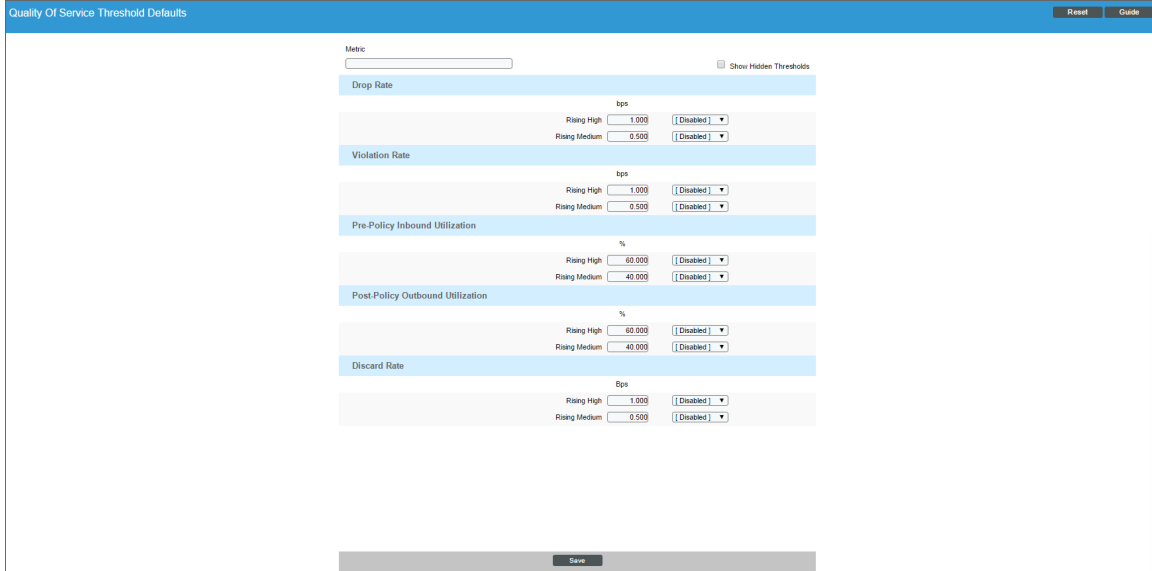 Quality Of Service Threshold Defaults Reset Guide
Metric
Show Hidden Thresholds
Drop Rate
bps
Rising High 1.000 [ Disabled ]
Rising Medium 0.500 [ Disabled ]
Violation Rate
bps
Rising High 1.000 [ Disabled ]
Rising Medium 0.500 [ Disabled ]
Pre-Policy Inbound Utilization
%
Rising High 60.000 [ Disabled ]
Rising Medium 40.000 [ Disabled ]
Post-Policy Outbound Utilization
%
Rising High 60.000 [ Disabled ]
Rising Medium 40.000 [ Disabled ]
Discard Rate
Bps
Rising High 1.000 [ Disabled ]
Rising Medium 0.500 [ Disabled ]
Save